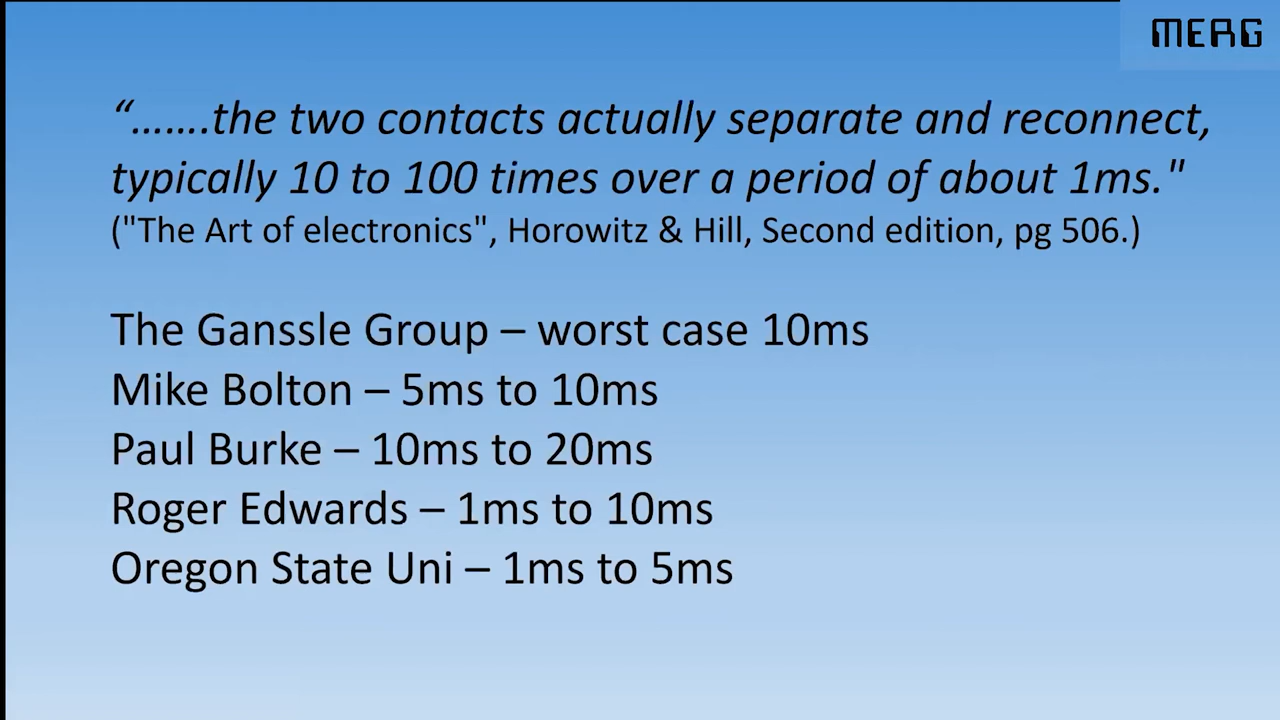 MERG
“…….the two contacts actually separate and reconnect,
typically 10 to 100 times over a period of about 1ms."
("The Art of electronics", Horowitz & Hill, Second edition, pg 506.)
The Ganssle Group – worst case 10ms
Mike Bolton – 5ms to 10ms
Paul Burke – 10ms to 20ms
Roger Edwards – 1ms to 10ms
Oregon State Uni – 1ms to 5ms